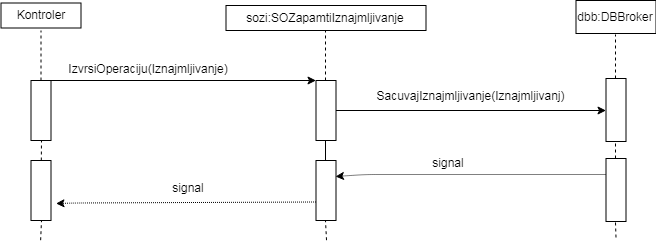 Kontroler
sozi:SOZapamtiIznajmljivanje
dbb:DBBroker
IzvrsiOperaciju(Iznajmljivanje)
SacuvajIznajmljivanje(Iznajmljivanj)
signal
signal